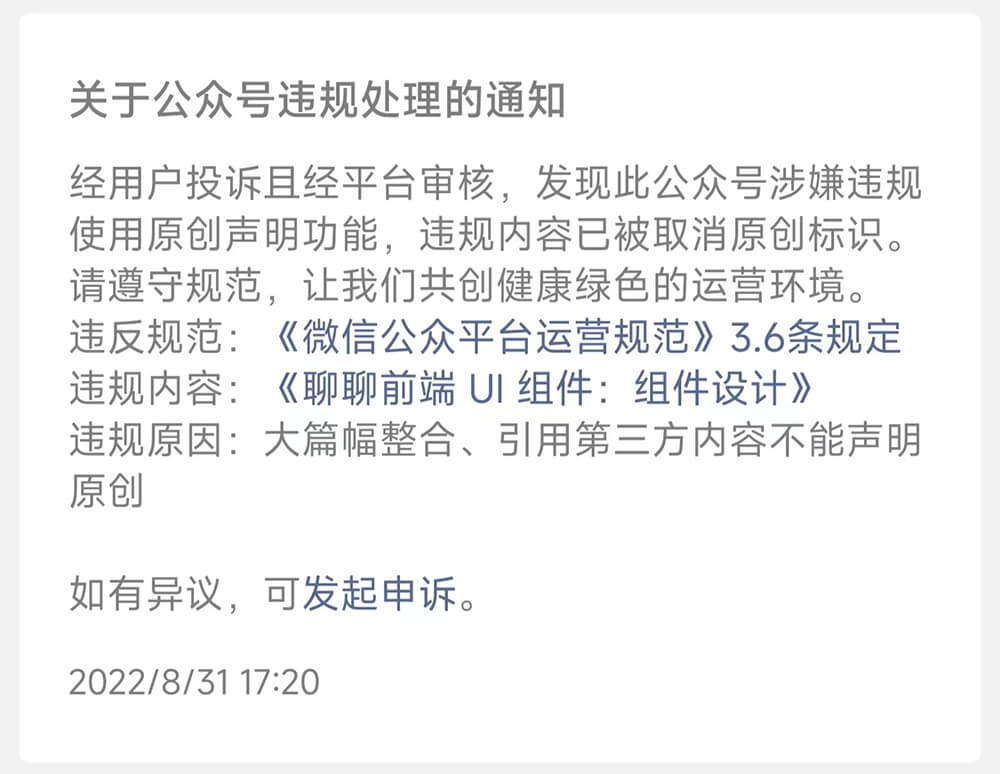 关于公众号违规处理的通知
经用户投诉且经平台审核，发现此公众号涉嫌违规
使用原创声明功能，违规内容已被取消原创标识。
请遵守规范，让我们共创健康绿色的运营环境。
违反规范：《微信公众平台运营规范》3.6条规定
违规内容：《聊聊前端 UI 组件：组件设计》
违规原因：大篇幅整合、引用第三方内容不能声明
原创
如有异议，可发起申诉。
2022/8/31 17:20